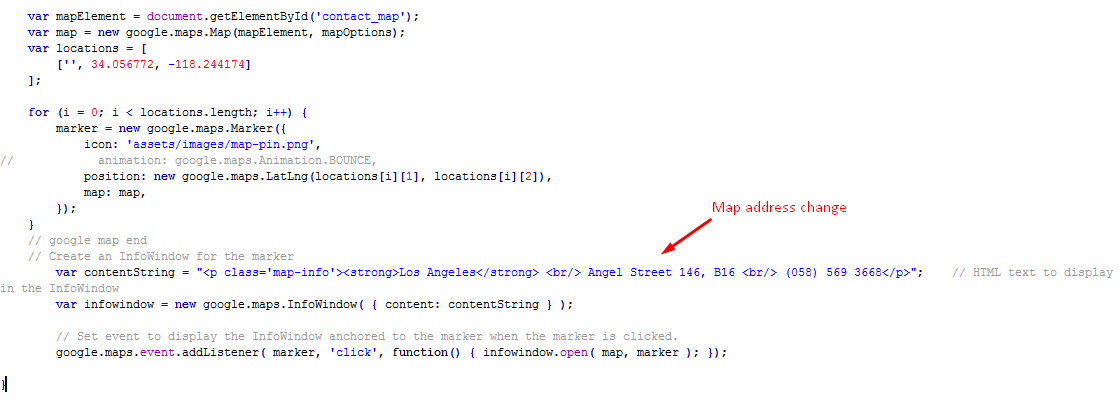 var mapElement = document.getElementById('contact_map');
var map = new google.maps.Map(mapElement, mapOptions);
var locations = [
['', 34.056772, -118.244174]
];
for (i = 0; i < locations.length; i++) {
marker = new google.maps.Marker({
icon: 'assets/images/map-pin.png',
// animation: google.maps.Animation.BOUNCE,
position: new google.maps.LatLng(locations[i][1], locations[i][2]),
map: map,
});
Map address change
}
// google map end
// Create an InfoWindow for the marker
var contentString = "<p class='map-info'><strong>Los Angeles</strong> <br/> Angel Street 146, B16 <br/> (058) 569 3668</p>"; // HTML text to display
in the InfoWindow
var infowindow = new google.maps.InfoWindow( { content: contentString } );
// Set event to display the InfoWindow anchored to the marker when the marker is clicked.
google.maps.event.addListener( marker, 'click', function() { infowindow.open( map, marker ); });
}